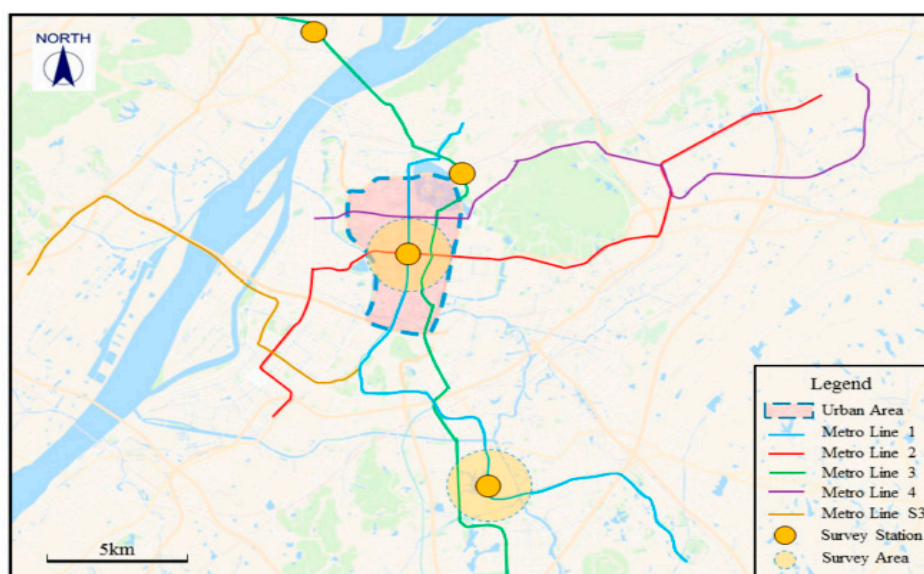 NORTH
Legend
Urban Area
Metro Line 1
Metro Line 2
Metro Line 3
Metro Line 4
Metro Line S3
Survey Station
Survey Area
5km